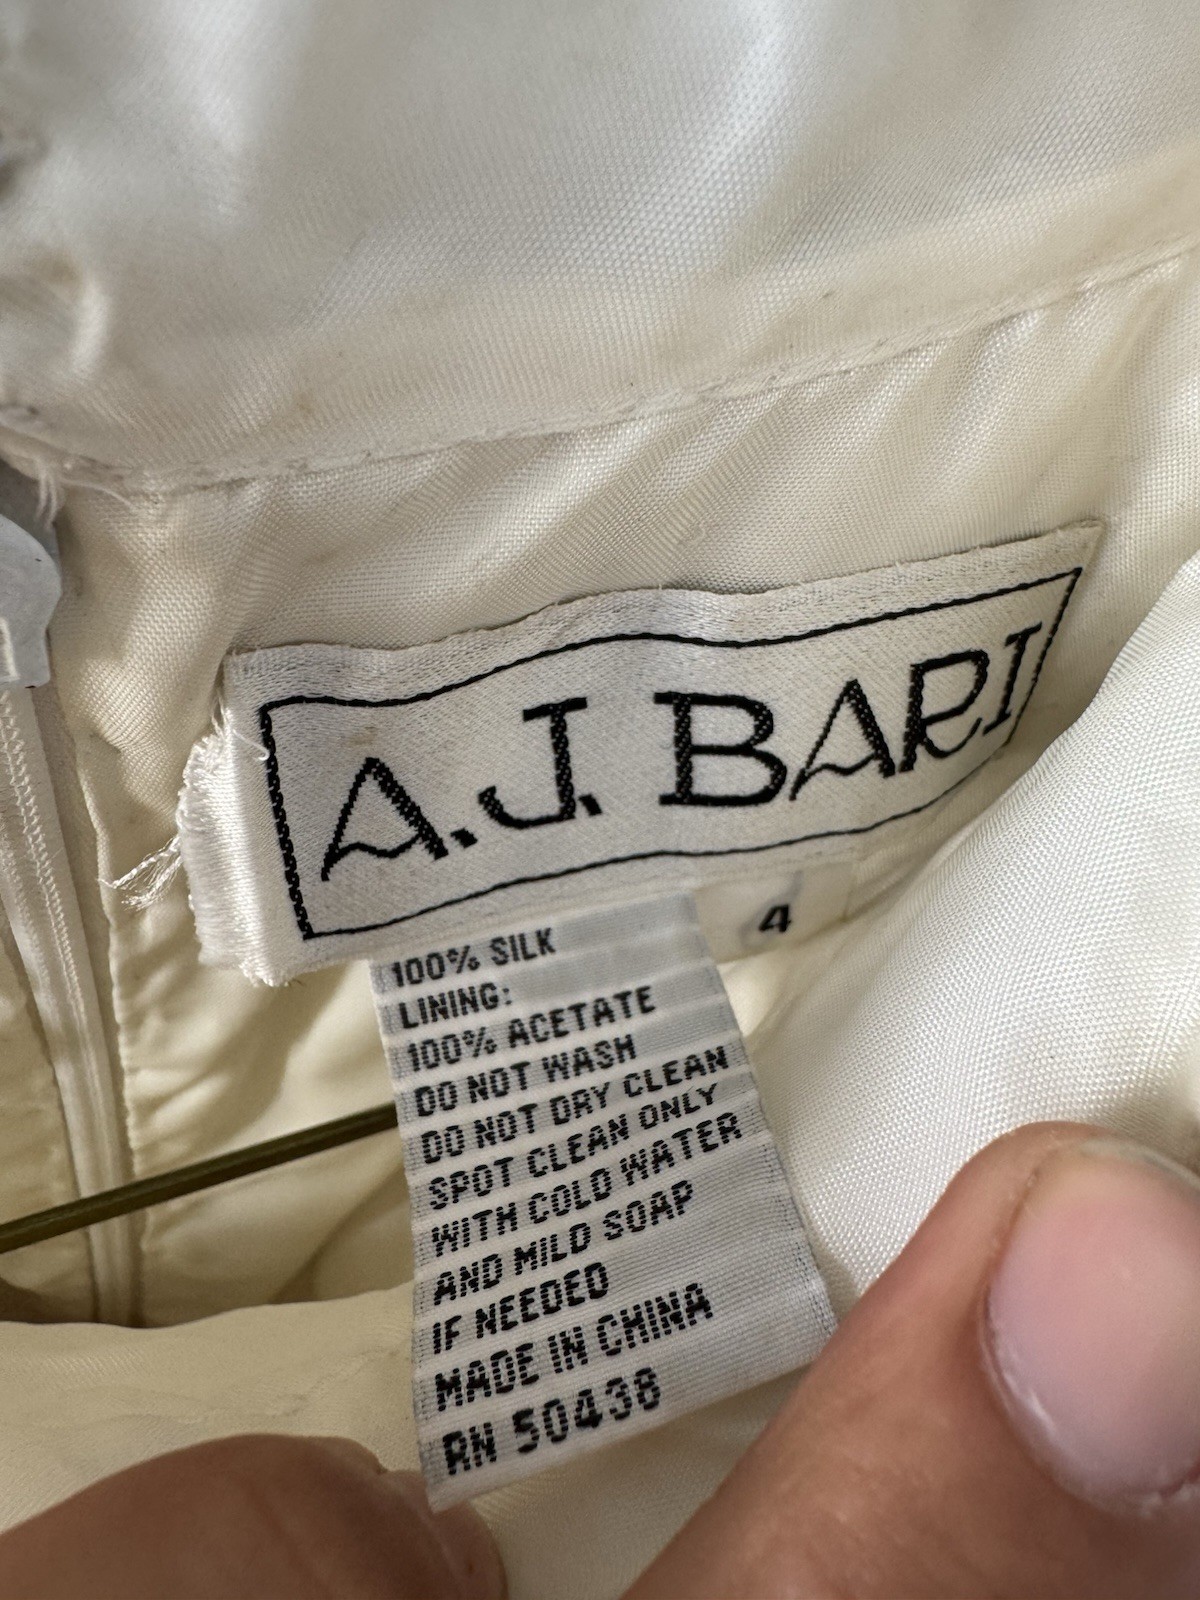 A.J. BARI
4
100% SILK
LINING:
100% ACETATE
DO NOT WASH
DO NOT DRY CLEAN
SPOT CLEAN ONLY
WITH COLD WATER
AND MILD SOAP
IF NEEDED
MADE IN CHINA
RN 50438